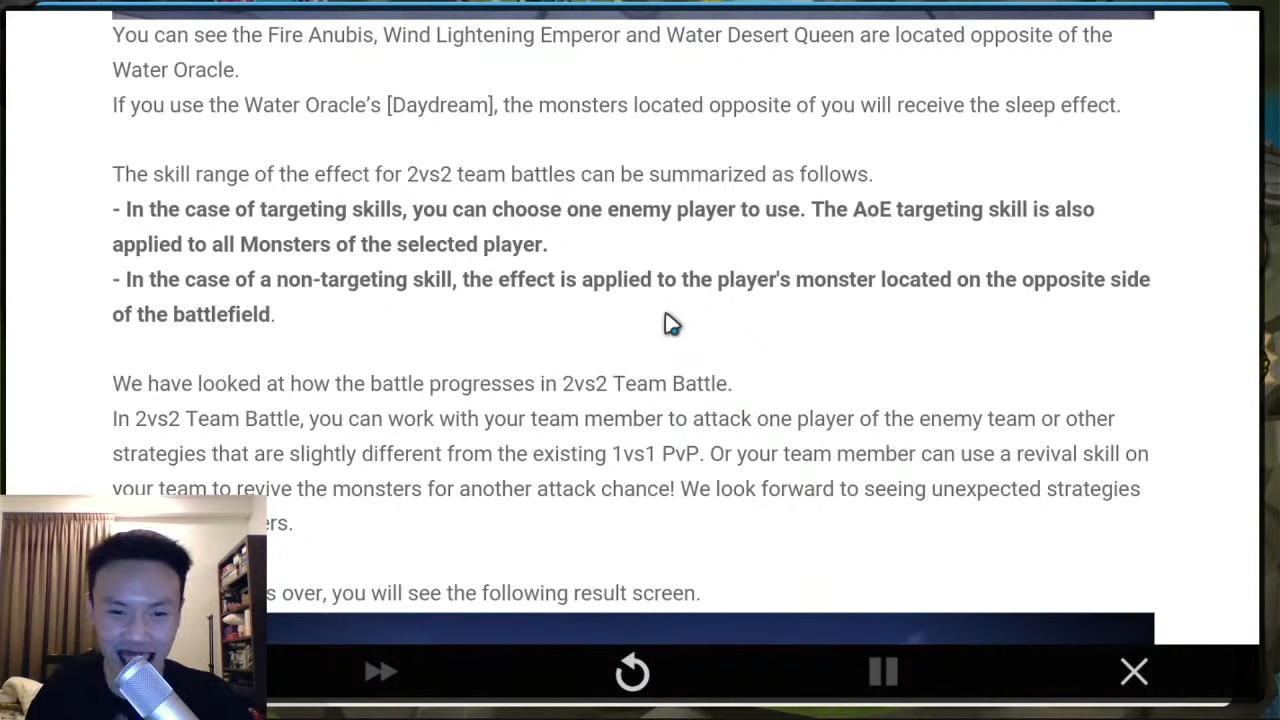 You can see the Fire Anubis, Wind Lightening Emperor and Water Desert Queen are located opposite of the
Water Oracle.
If you use the Water Oracle’s [Daydream], the monsters located opposite of you will receive the sleep effect.
The skill range of the effect for 2vs2 team battles can be summarized as follows.
- In the case of targeting skills, you can choose one enemy player to use. The AoE targeting skill is also
applied to all Monsters of the selected player.
- In the case of a non-targeting skill, the effect is applied to the player's monster located on the opposite side
of the battlefield.
We have looked at how the battle progresses in 2vs2 Team Battle.
In 2vs2 Team Battle, you can work with your team member to attack one player of the enemy team or other
strategies that are slightly different from the existing 1vs1 PvP. Or your team member can use a revival skill on
your team to revive the monsters for another attack chance! We look forward to seeing unexpected strategies
ers.
s over, you will see the following result screen.